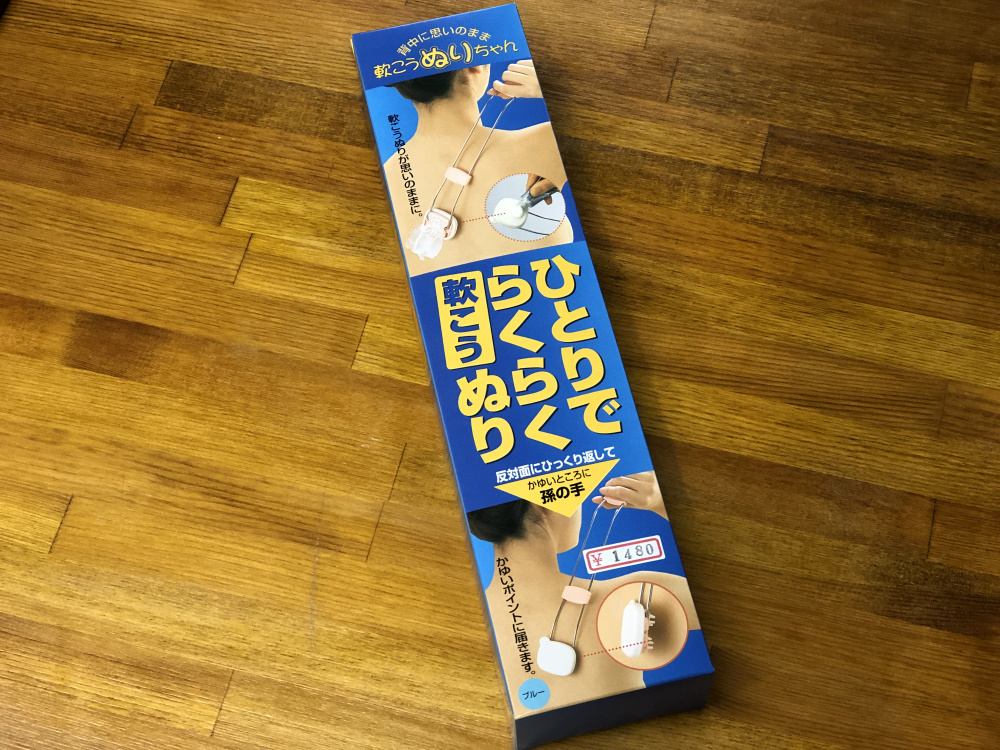 背中に思いのまま
軟こうぬりちゃん
軟こうぬりが思いのままに。
ひとりで
らくらく
軟こうぬり
反対面にひっくり返して
かゆいところに
孫の手
¥1480
かゆいポイントに届きます。
ブルー